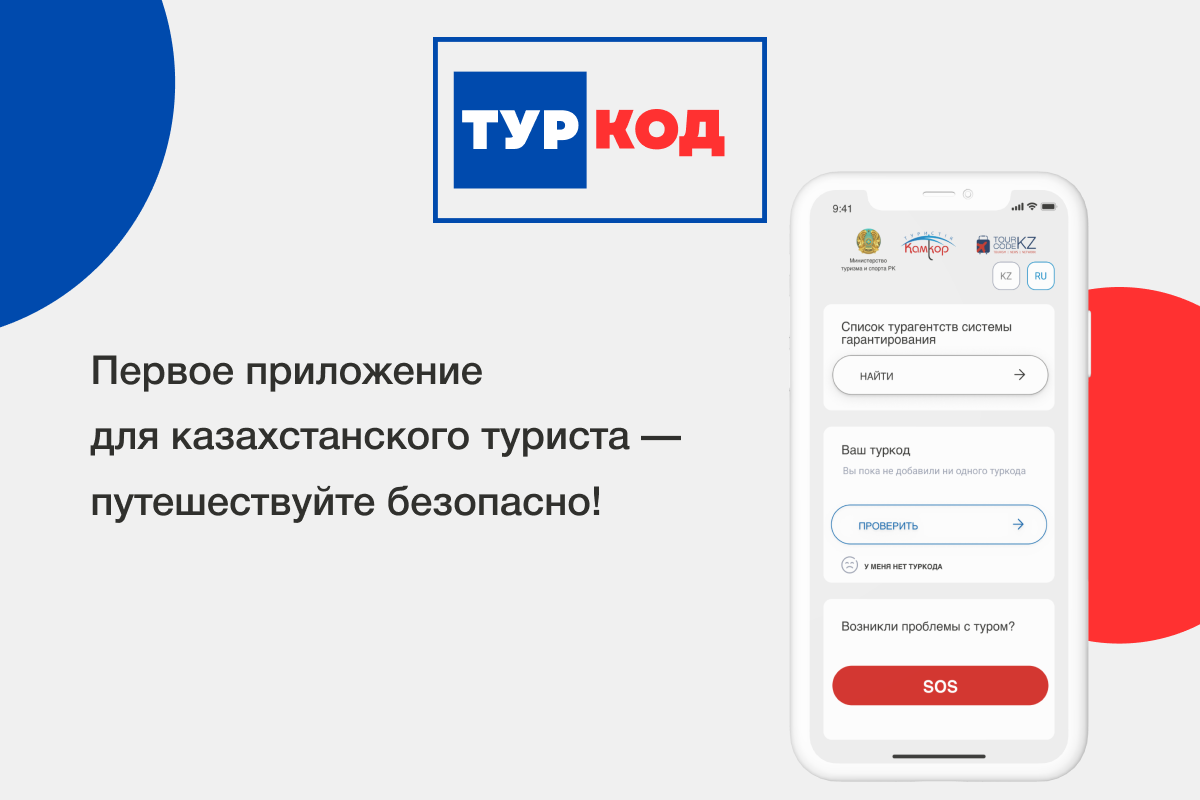 ТУР КОД
Первое приложение
для казахстанского туриста —
путешествуйте безопасно!
9:41
Министерство
туризма и спорта РК
ТУРИСТІК
Қамқор
TOUR
CODE KZ
KZ
RU
Список турагентств системы
гарантирования
НАЙТИ
Ваш туркод
Вы пока не добавили ни одного туркода
ПРОВЕРИТЬ
У МЕНЯ НЕТ ТУРКОДА
Возникли проблемы с туром?
SOS